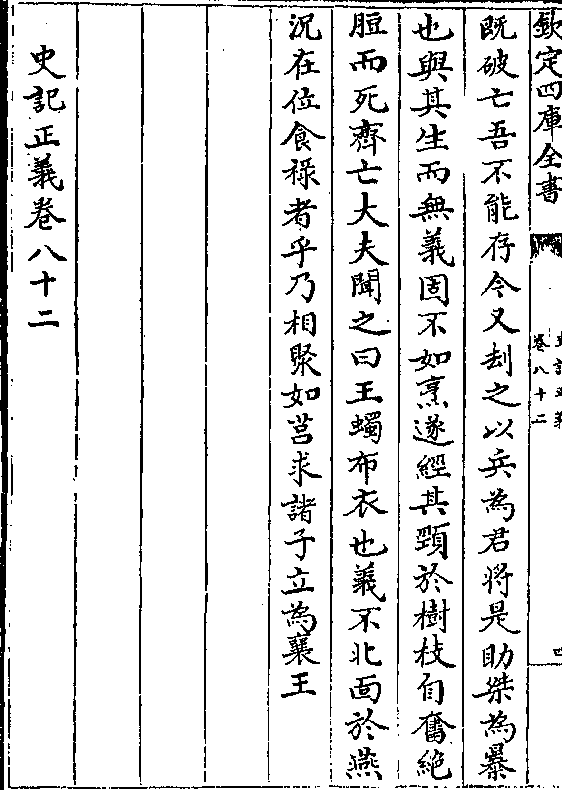 欽定四庫全書
卷八十二
既破亡吾不能存今又刦之以兵為君將是助桀為暴
也與其生而無義固不如烹遂經其頸於樹枝自奮絶
脰而死齊亡大夫聞之曰王蠋布衣也義不北面於燕
況在位食祿者乎乃相聚如莒求諸子立為襄王
史記正義卷八十二